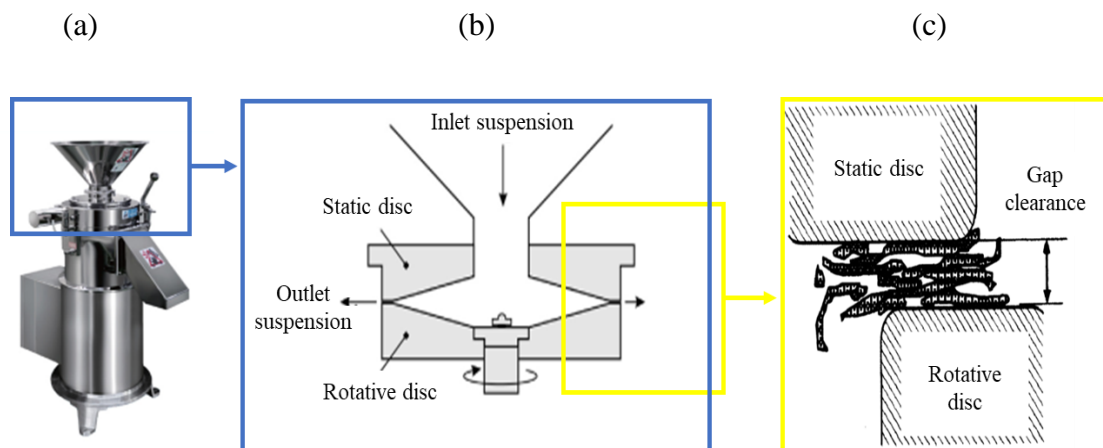 (a)
(b)
(c)
Inlet suspension
Static disc
Outlet
suspension
Rotative disc
Static disc
Gap
clearance
Rotative
disc